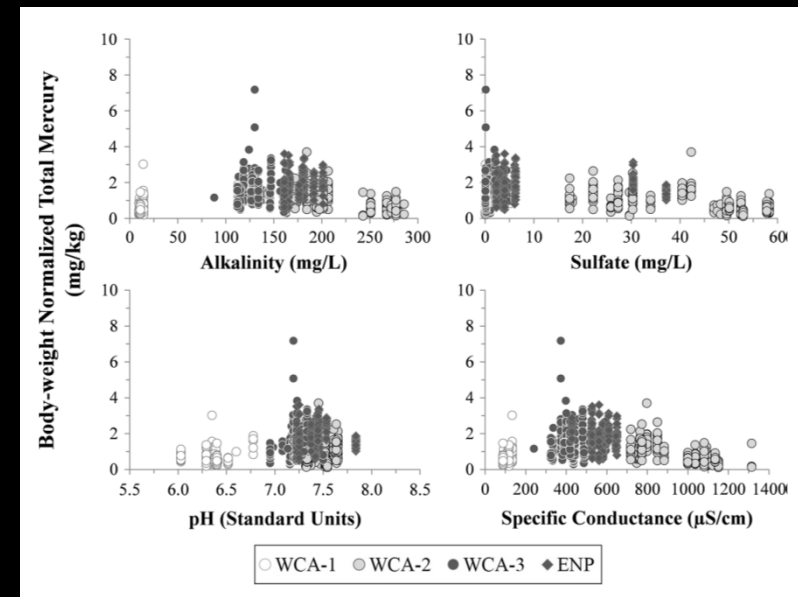 Body-weight Normalized Total Mercury
(mg/kg)
10
8
6
4
2
0
0 50 100 150 200 250 300
Alkalinity (mg/L)
10
8
6
4
2
0
0 10 20 30 40 50 60
Sulfate (mg/L)
10
8
6
4
2
0
5.5 6.0 6.5 7.0 7.5 8.0 8.5
pH (Standard Units)
10
8
6
4
2
0
0 200 400 600 800 1000 1200 1400
Specific Conductance (µS/cm)
WCA-1 WCA-2 WCA-3 ENP